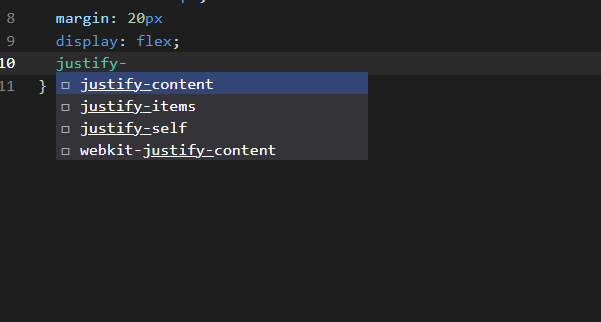 8 margin: 20px
9 display: flex;
10 justify-
justify-content
11 }
justify-items
justify-self
webkit-justify-content